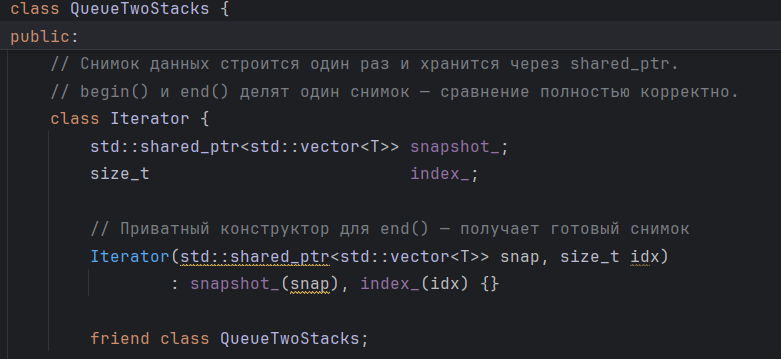 class QueueTwoStacks {
public:
// Снимок данных строится один раз и хранится через shared_ptr.
// begin() и end() делят один снимок — сравнение полностью корректно.
class Iterator {
std::shared_ptr<std::vector<T>> snapshot_;
size_t index_;
// Приватный конструктор для end() — получает готовый снимок
Iterator(std::shared_ptr<std::vector<T>> snap, size_t idx)
: snapshot_(snap), index_(idx) {}
friend class QueueTwoStacks;